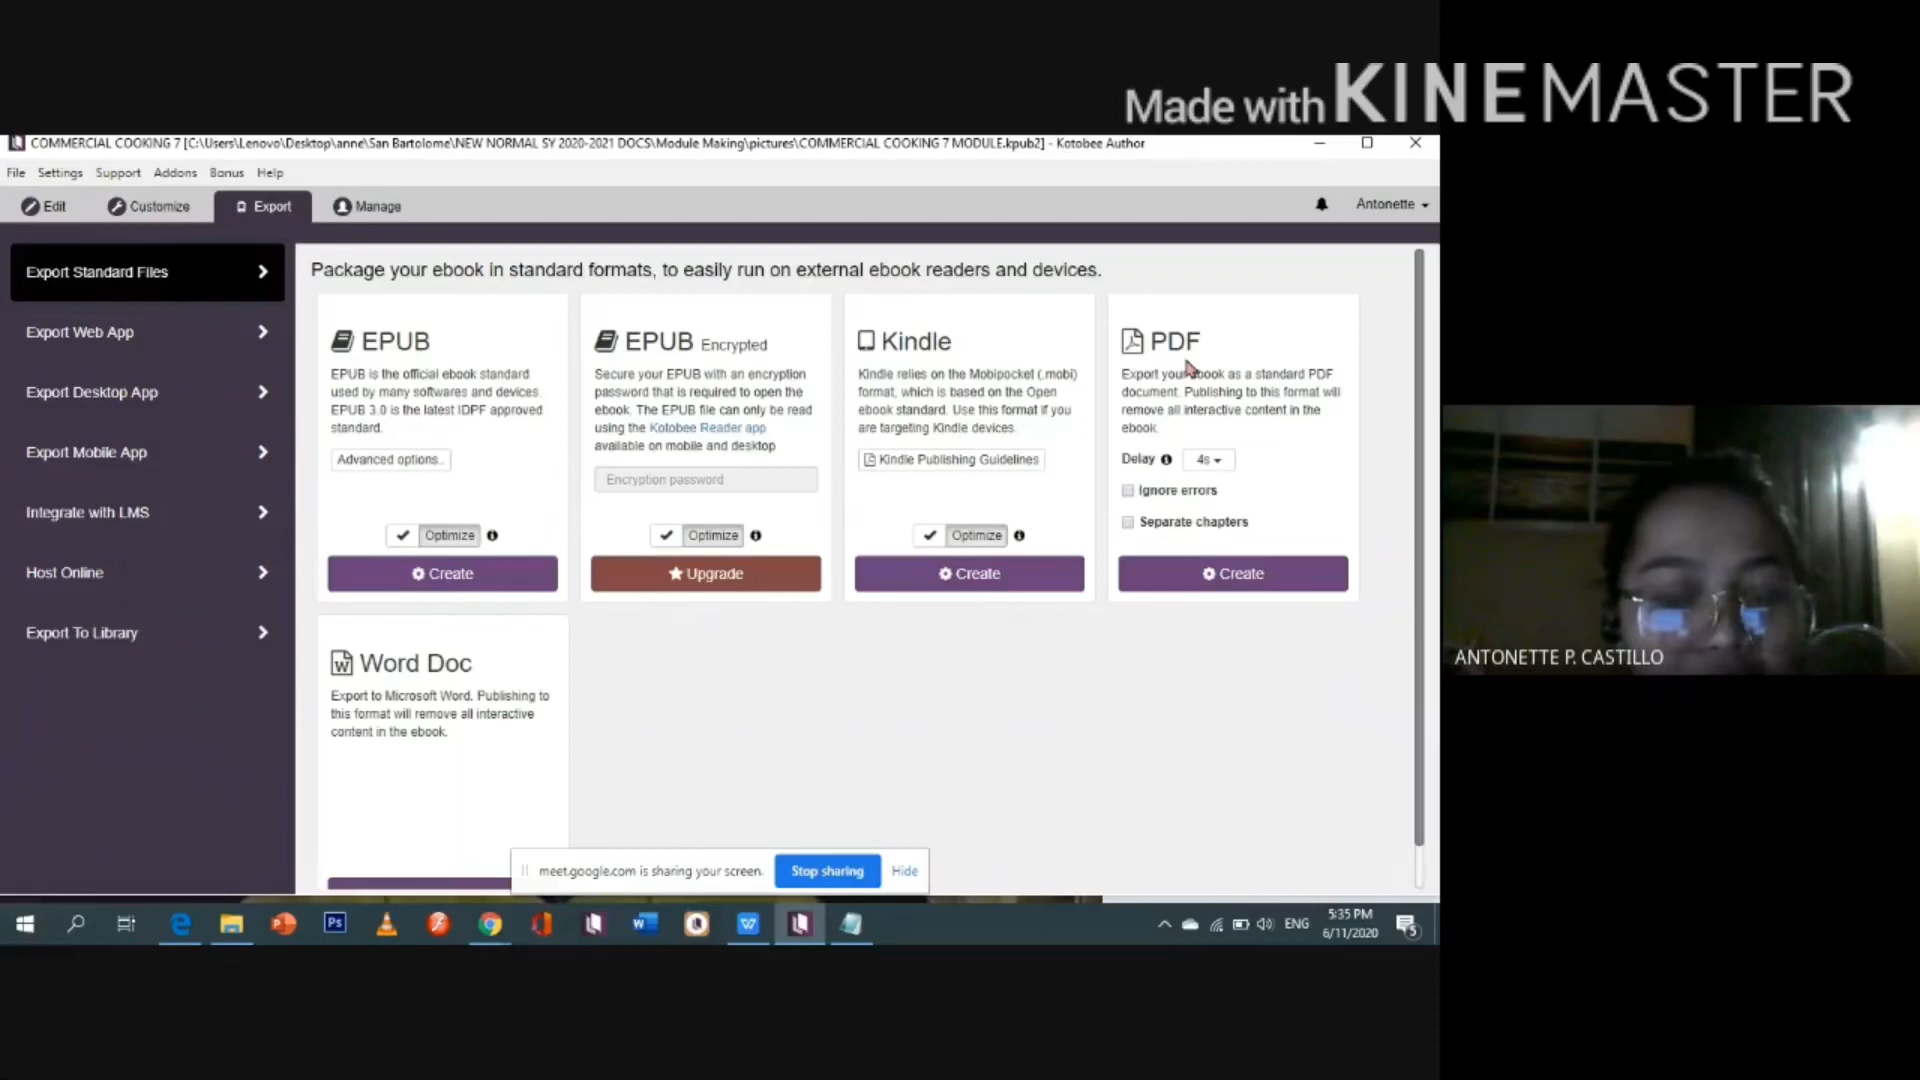 Made with KINEMASTER
COMMERCIAL COOKING 7 [C:\Users\Lenovo\Desktop\anne\San Bartolome\NEW NORMAL SY 2020-2021 DOCS\Module Making\pictures\COMMERCIAL COOKING 7 MODULE.kpub2] - Kotobee Author
File Settings Support Addons Bonus Help
Edit Customize Export Manage Antonette
Export Standard Files
Export Web App
Export Desktop App
Export Mobile App
Integrate with LMS
Host Online
Export To Library
Package your ebook in standard formats, to easily run on external ebook readers and devices.
EPUB
EPUB is the official ebook standard
used by many softwares and devices.
EPUB 3.0 is the latest IDPF approved
standard.
Advanced options..
Optimize
Create
EPUB Encrypted
Secure your EPUB with an encryption
password that is required to open the
ebook. The EPUB file can only be read
using the Kotobee Reader app
available on mobile and desktop
Encryption password
Optimize
Upgrade
Kindle
Kindle relies on the Mobipocket (.mobi)
format, which is based on the Open
ebook standard. Use this format if you
are targeting Kindle devices.
Kindle Publishing Guidelines
Optimize
Create
PDF
Export your ebook as a standard PDF
document. Publishing to this format will
remove all interactive content in the
ebook.
Delay 4s
Ignore errors
Separate chapters
Create
Word Doc
Export to Microsoft Word. Publishing to
this format will remove all interactive
content in the ebook.
meet.google.com is sharing your screen. Stop sharing Hide
ANTONETTE P. CASTILLO
Ps
ENG
5:35 PM
6/11/2020
5